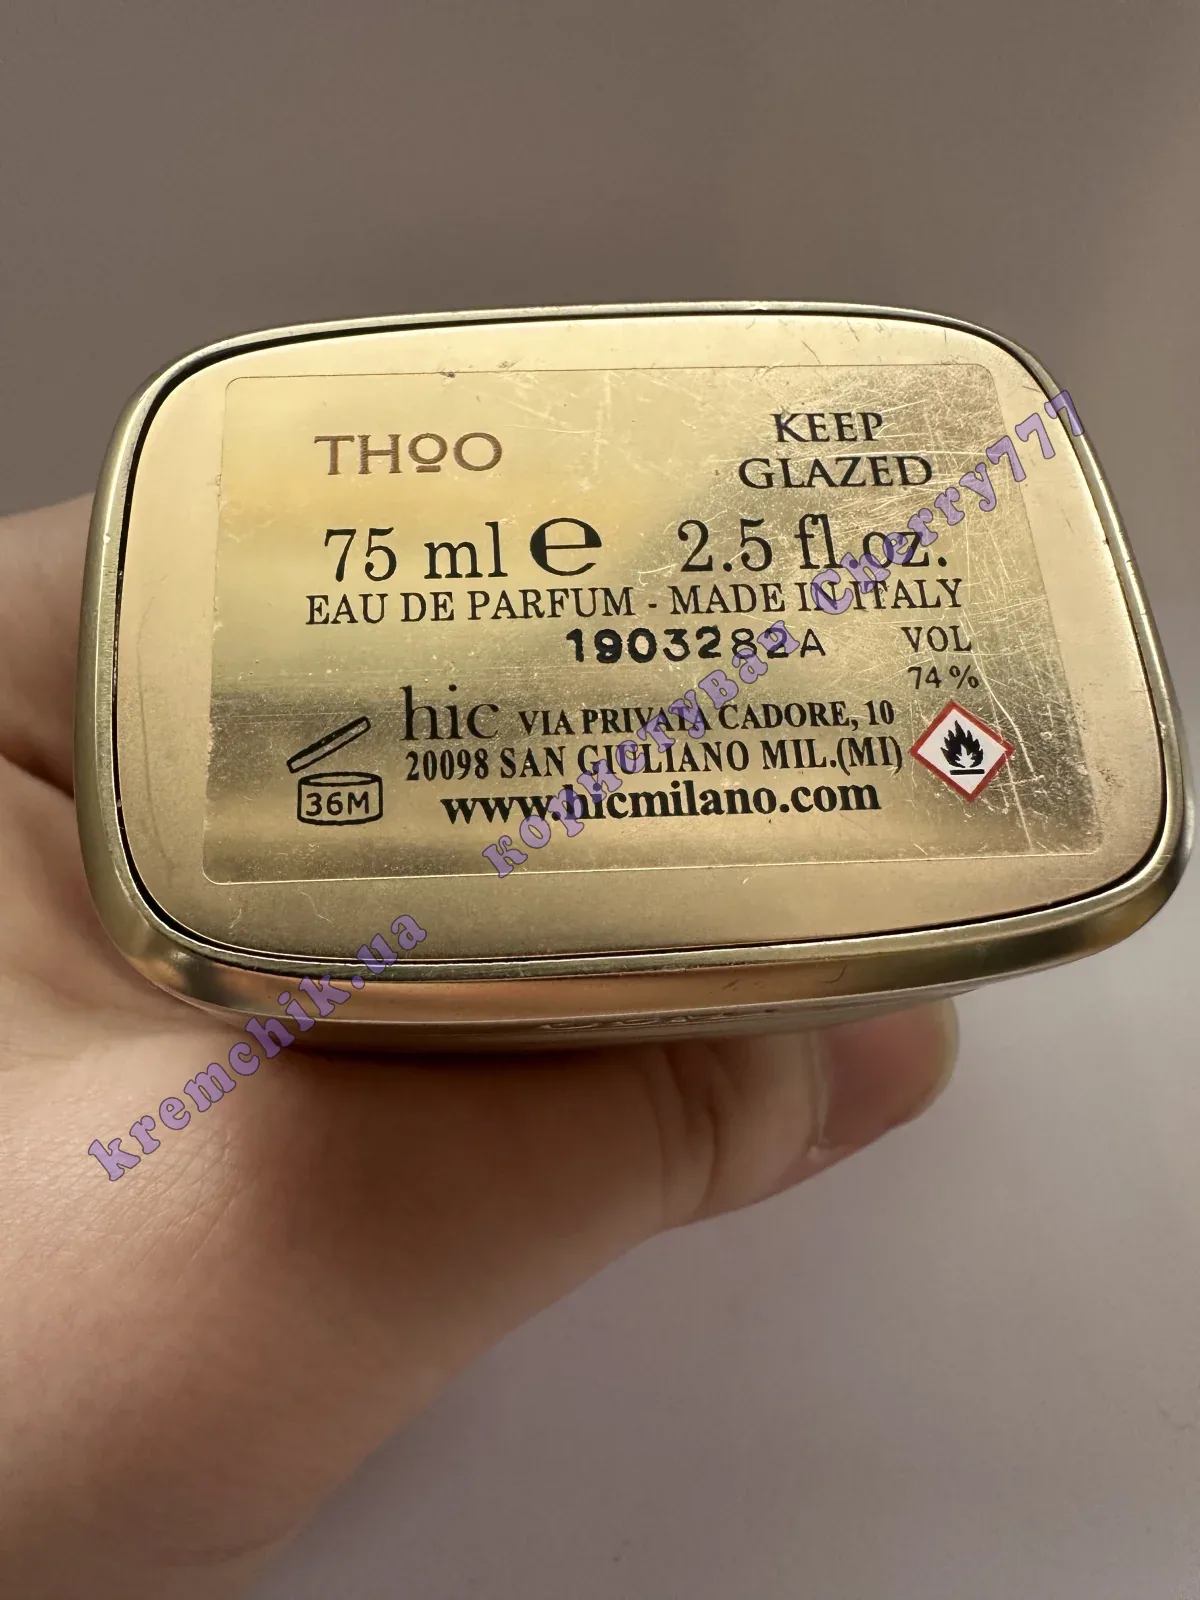 THOO
KEEP
GLAZED
75 ml e 2.5 fl.oz.
EAU DE PARFUM - MADE IN ITALY
1903282A
VOL
74%
hic VIA PRIVATA CADORE, 10
20098 SAN GIULIANO MIL.(MI)
www.hicmilano.com
36M
kremchik.ua
користувач Cherry777